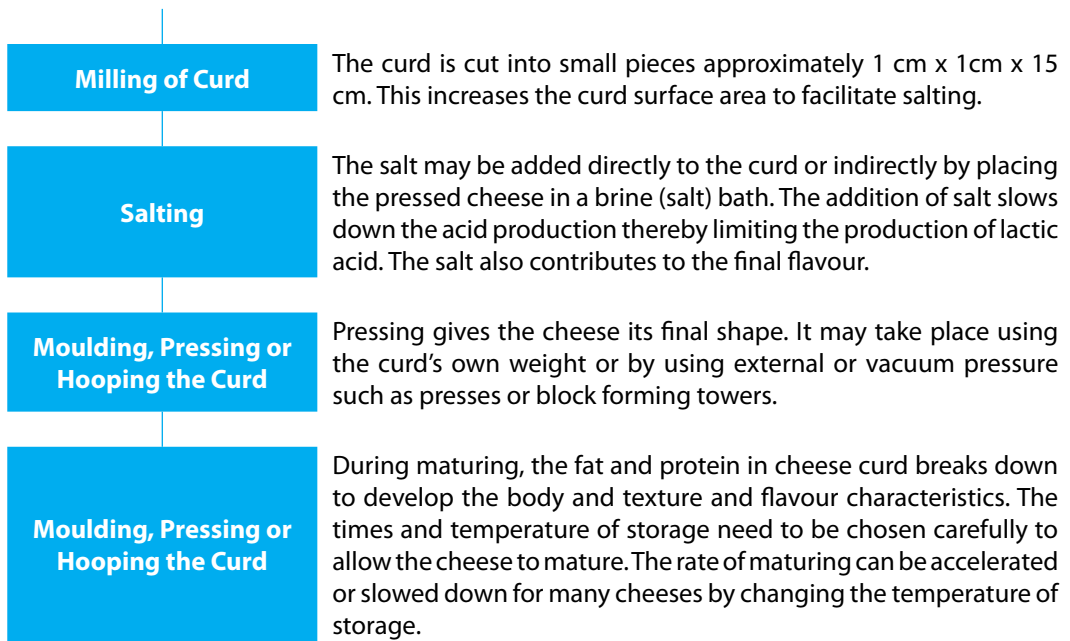 Milling of Curd
The curd is cut into small pieces approximately 1 cm x 1cm x 15
cm. This increases the curd surface area to facilitate salting.
Salting
The salt may be added directly to the curd or indirectly by placing
the pressed cheese in a brine (salt) bath. The addition of salt slows
down the acid production thereby limiting the production of lactic
acid. The salt also contributes to the final flavour.
Moulding, Pressing or
Hooping the Curd
Pressing gives the cheese its final shape. It may take place using
the curd's own weight or by using external or vacuum pressure
such as presses or block forming towers.
Moulding, Pressing or
Hooping the Curd
During maturing, the fat and protein in cheese curd breaks down
to develop the body and texture and flavour characteristics. The
times and temperature of storage need to be chosen carefully to
allow the cheese to mature. The rate of maturing can be accelerated
or slowed down for many cheeses by changing the temperature of
storage.